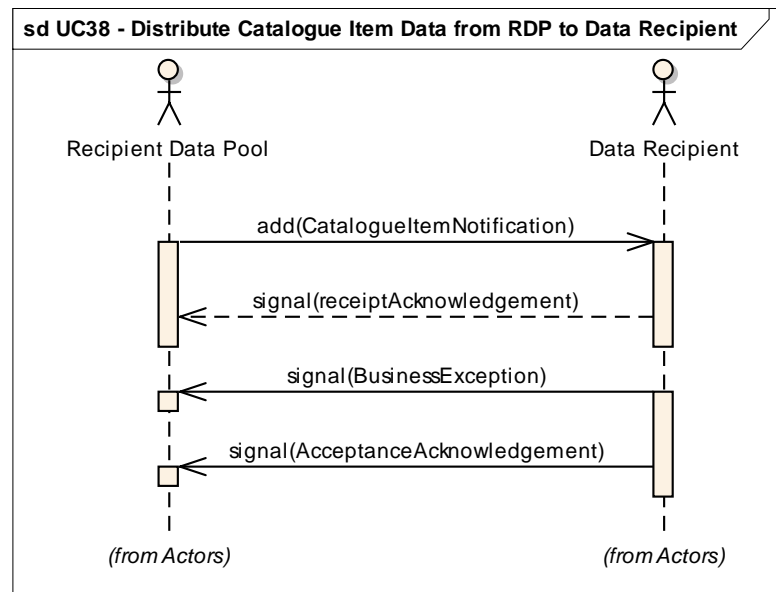 sd UC38 - Distribute Catalogue Item Data from RDP to Data Recipient
Recipient Data Pool
Data Recipient
add(CatalogueItemNotification)
signal(receiptAcknowledgement)
signal(BusinessException)
signal(AcceptanceAcknowledgement)
(from Actors)
(from Actors)